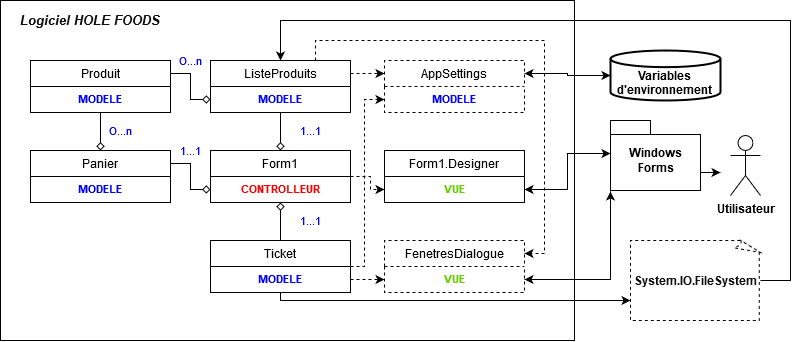 Logiciel HOLE FOODS
Produit
MODELE
O...n
ListeProduits
MODELE
AppSettings
MODELE
Variables
d'environnement
O...n
1...1
Panier
MODELE
1...1
Form1
CONTROLLEUR
Form1.Designer
VUE
Windows
Forms
Utilisateur
1...1
Ticket
MODELE
FenetresDialogue
VUE
System.IO.FileSystem